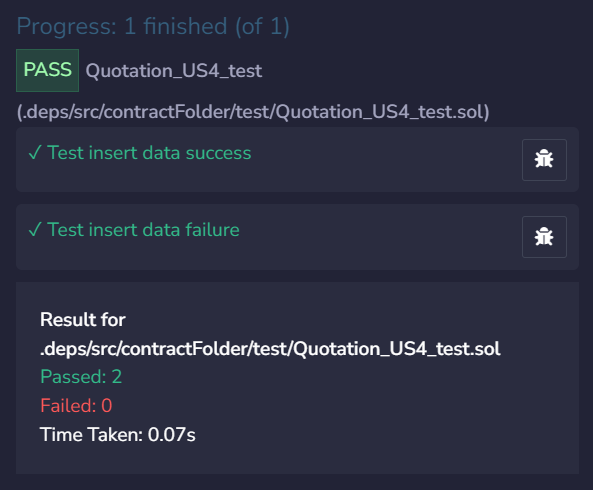 Progress: 1 finished (of 1)
PASS Quotation_US4_test
(.deps/src/contractFolder/test/Quotation_US4_test.sol)
✓ Test insert data success
✓ Test insert data failure
Result for
.deps/src/contractFolder/test/Quotation_US4_test.sol
Passed: 2
Failed: 0
Time Taken: 0.07s